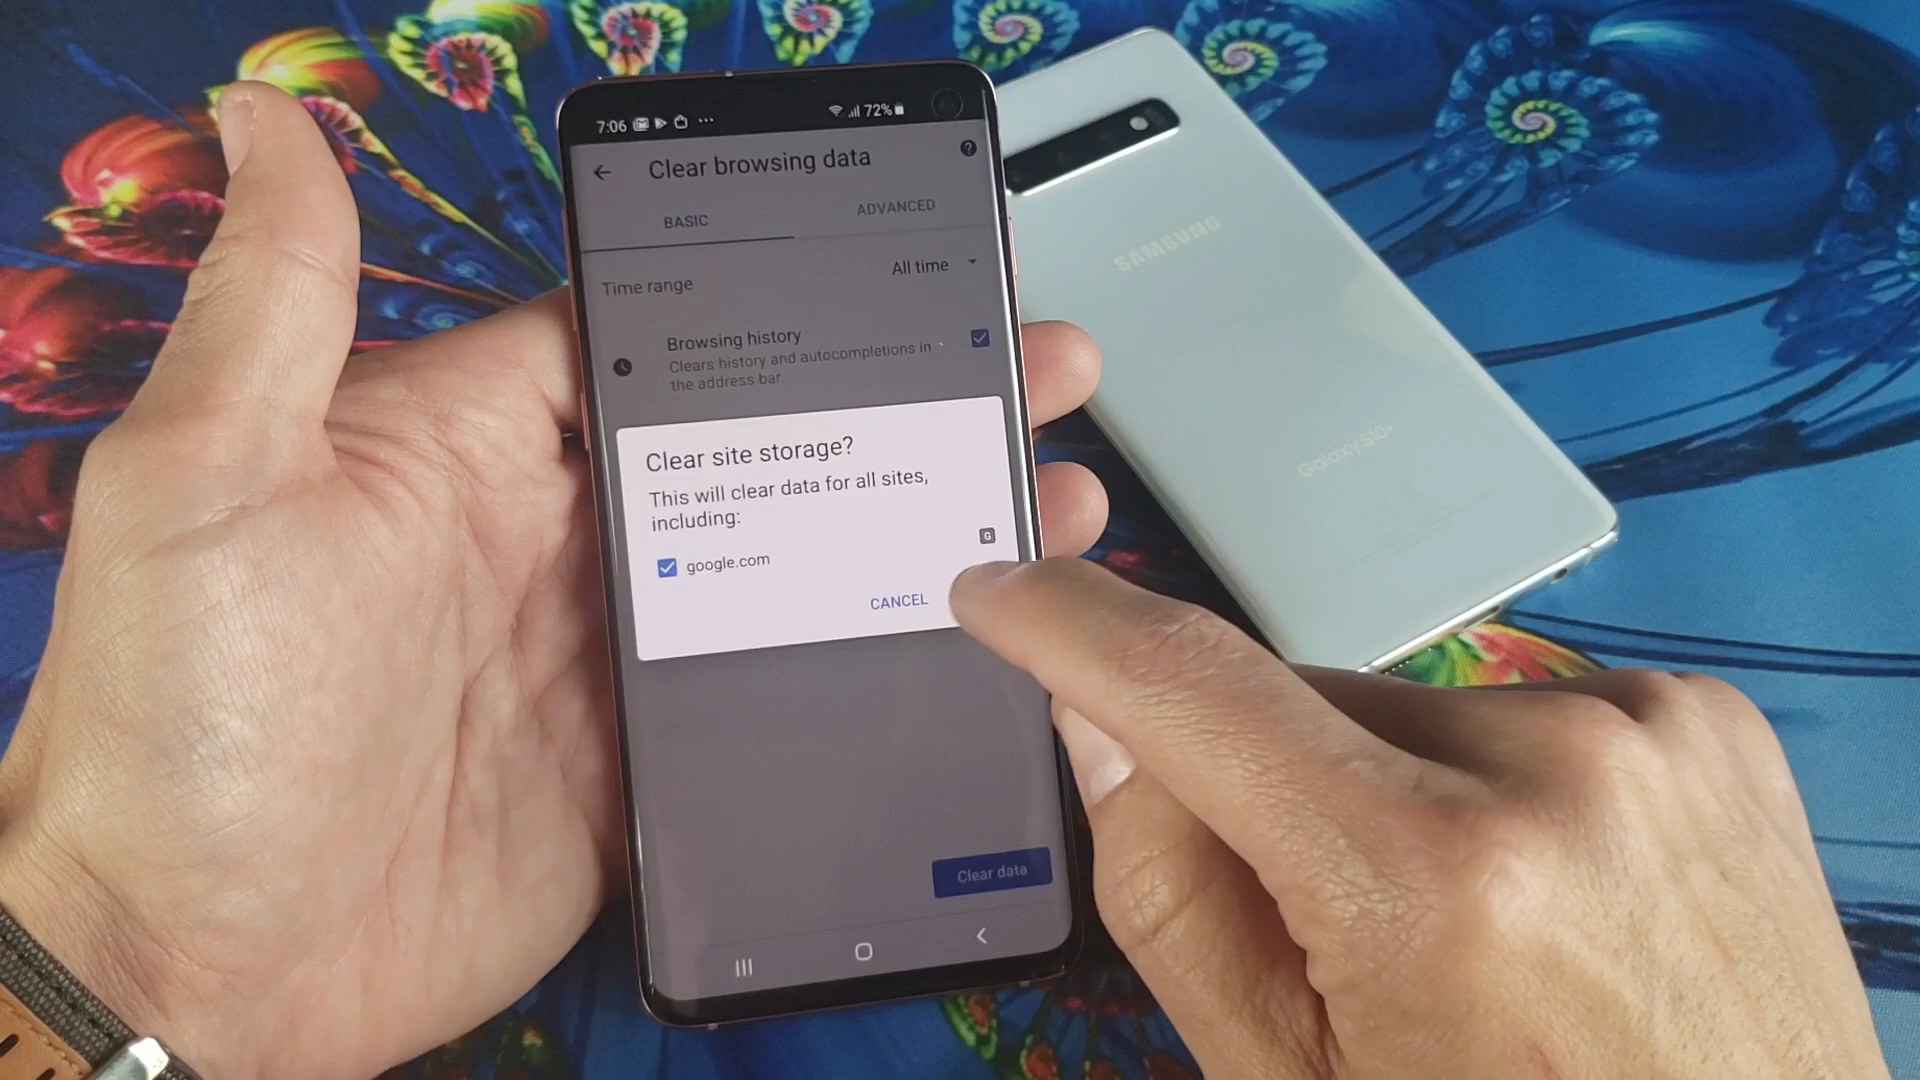 7:06 ... 72%
Clear browsing data ?
BASIC ADVANCED
Time range All time
Browsing history
Clears history and autocompletions in
the address bar.
Clear site storage?
This will clear data for all sites,
including:
google.com G
CANCEL
Clear data
SAMSUNG
Galaxy S10+